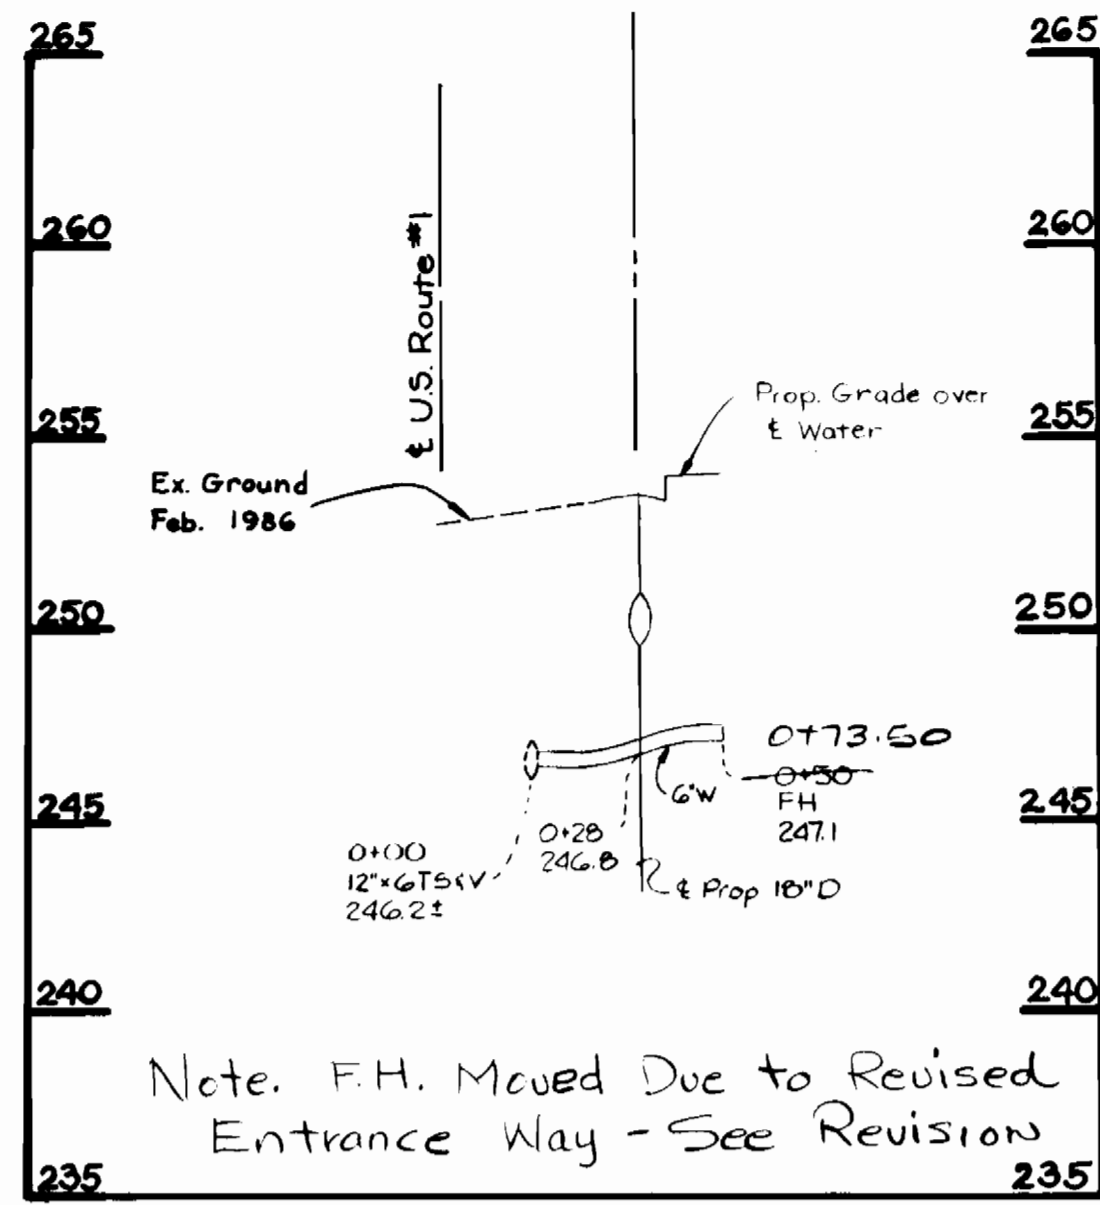 265
265
260
260
℄ U.S. Route #1
Prop. Grade over
℄ Water
255
255
Ex. Ground
Feb. 1986
250
250
0+73.50
0+50
FH
247.1
6"W
245
245
0+28
246.8
0+00
12"x6TS&V
246.2±
℄ Prop 18"D
240
240
Note. F.H. Moved Due to Revised
Entrance Way - See Revision
235
235